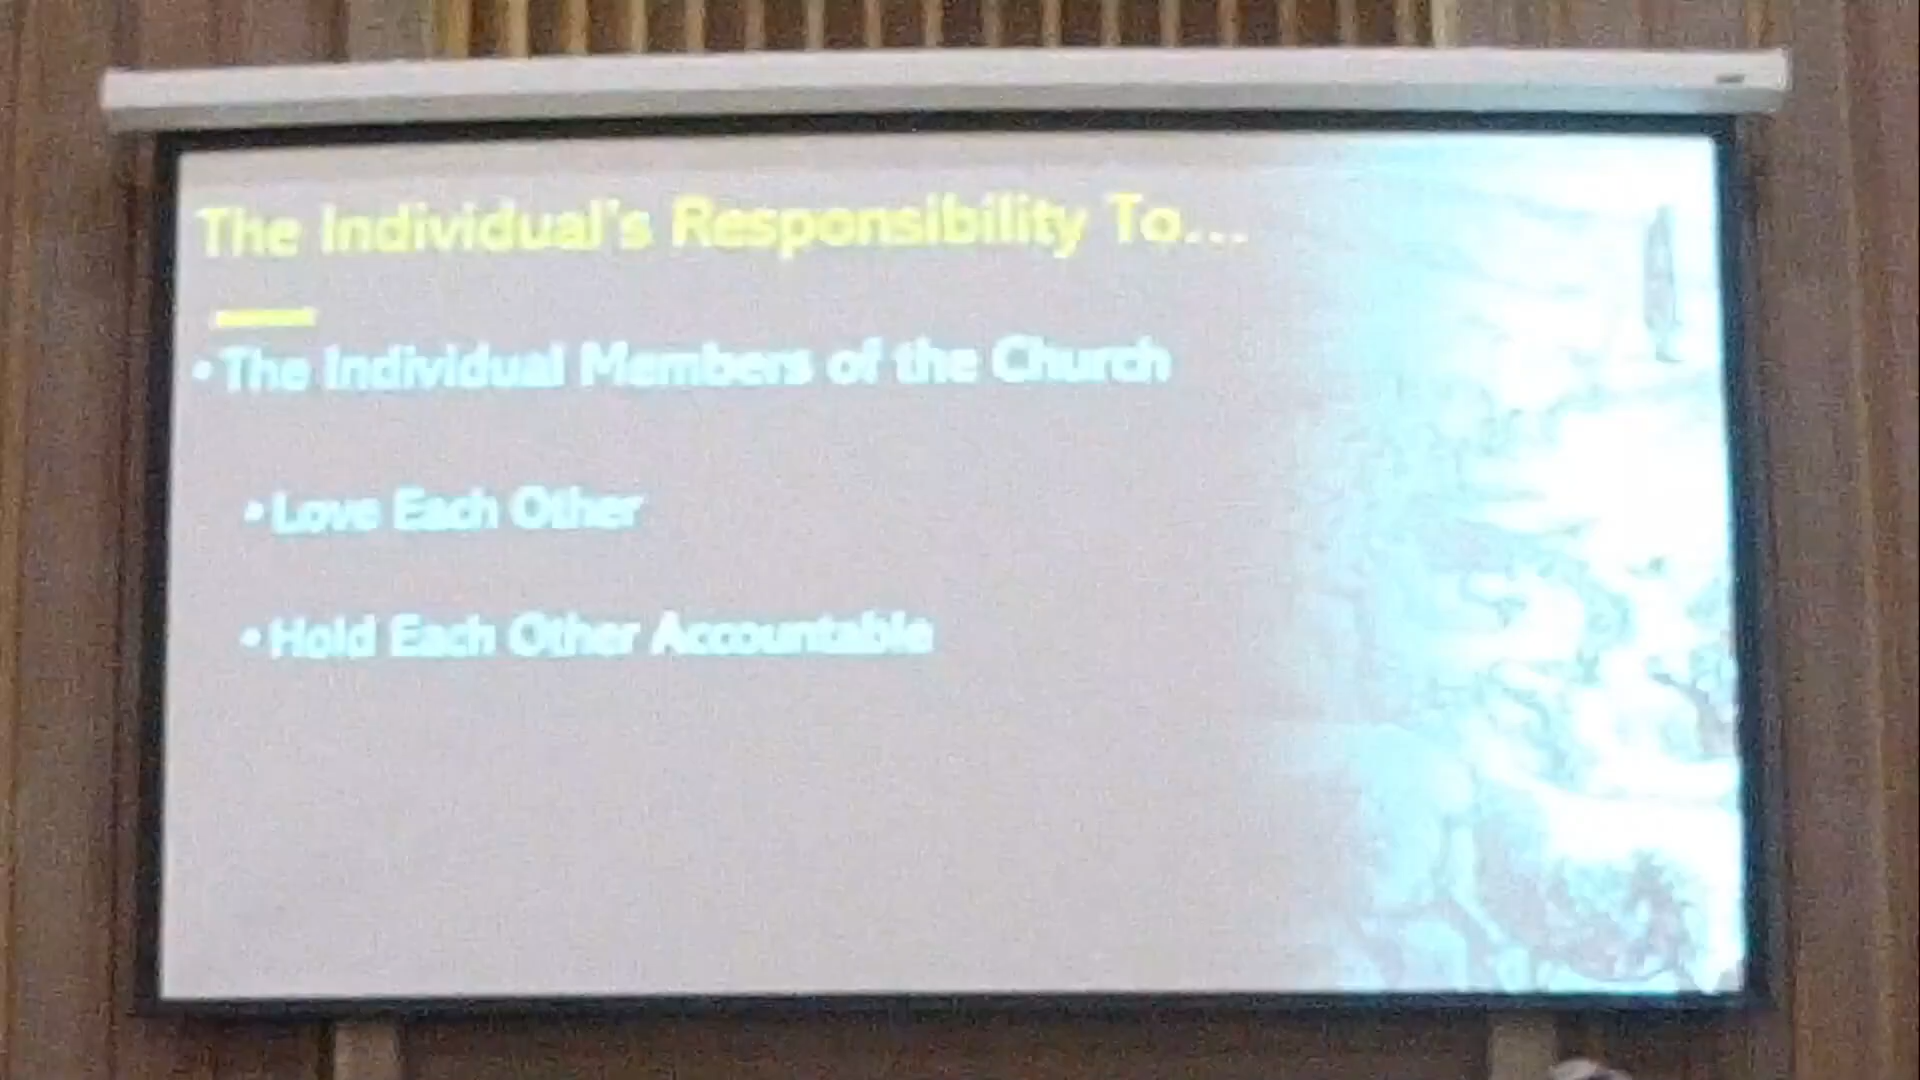 The Individual's Responsibility To...
• The Individual Members of the Church
• Love Each Other
• Hold Each Other Accountable